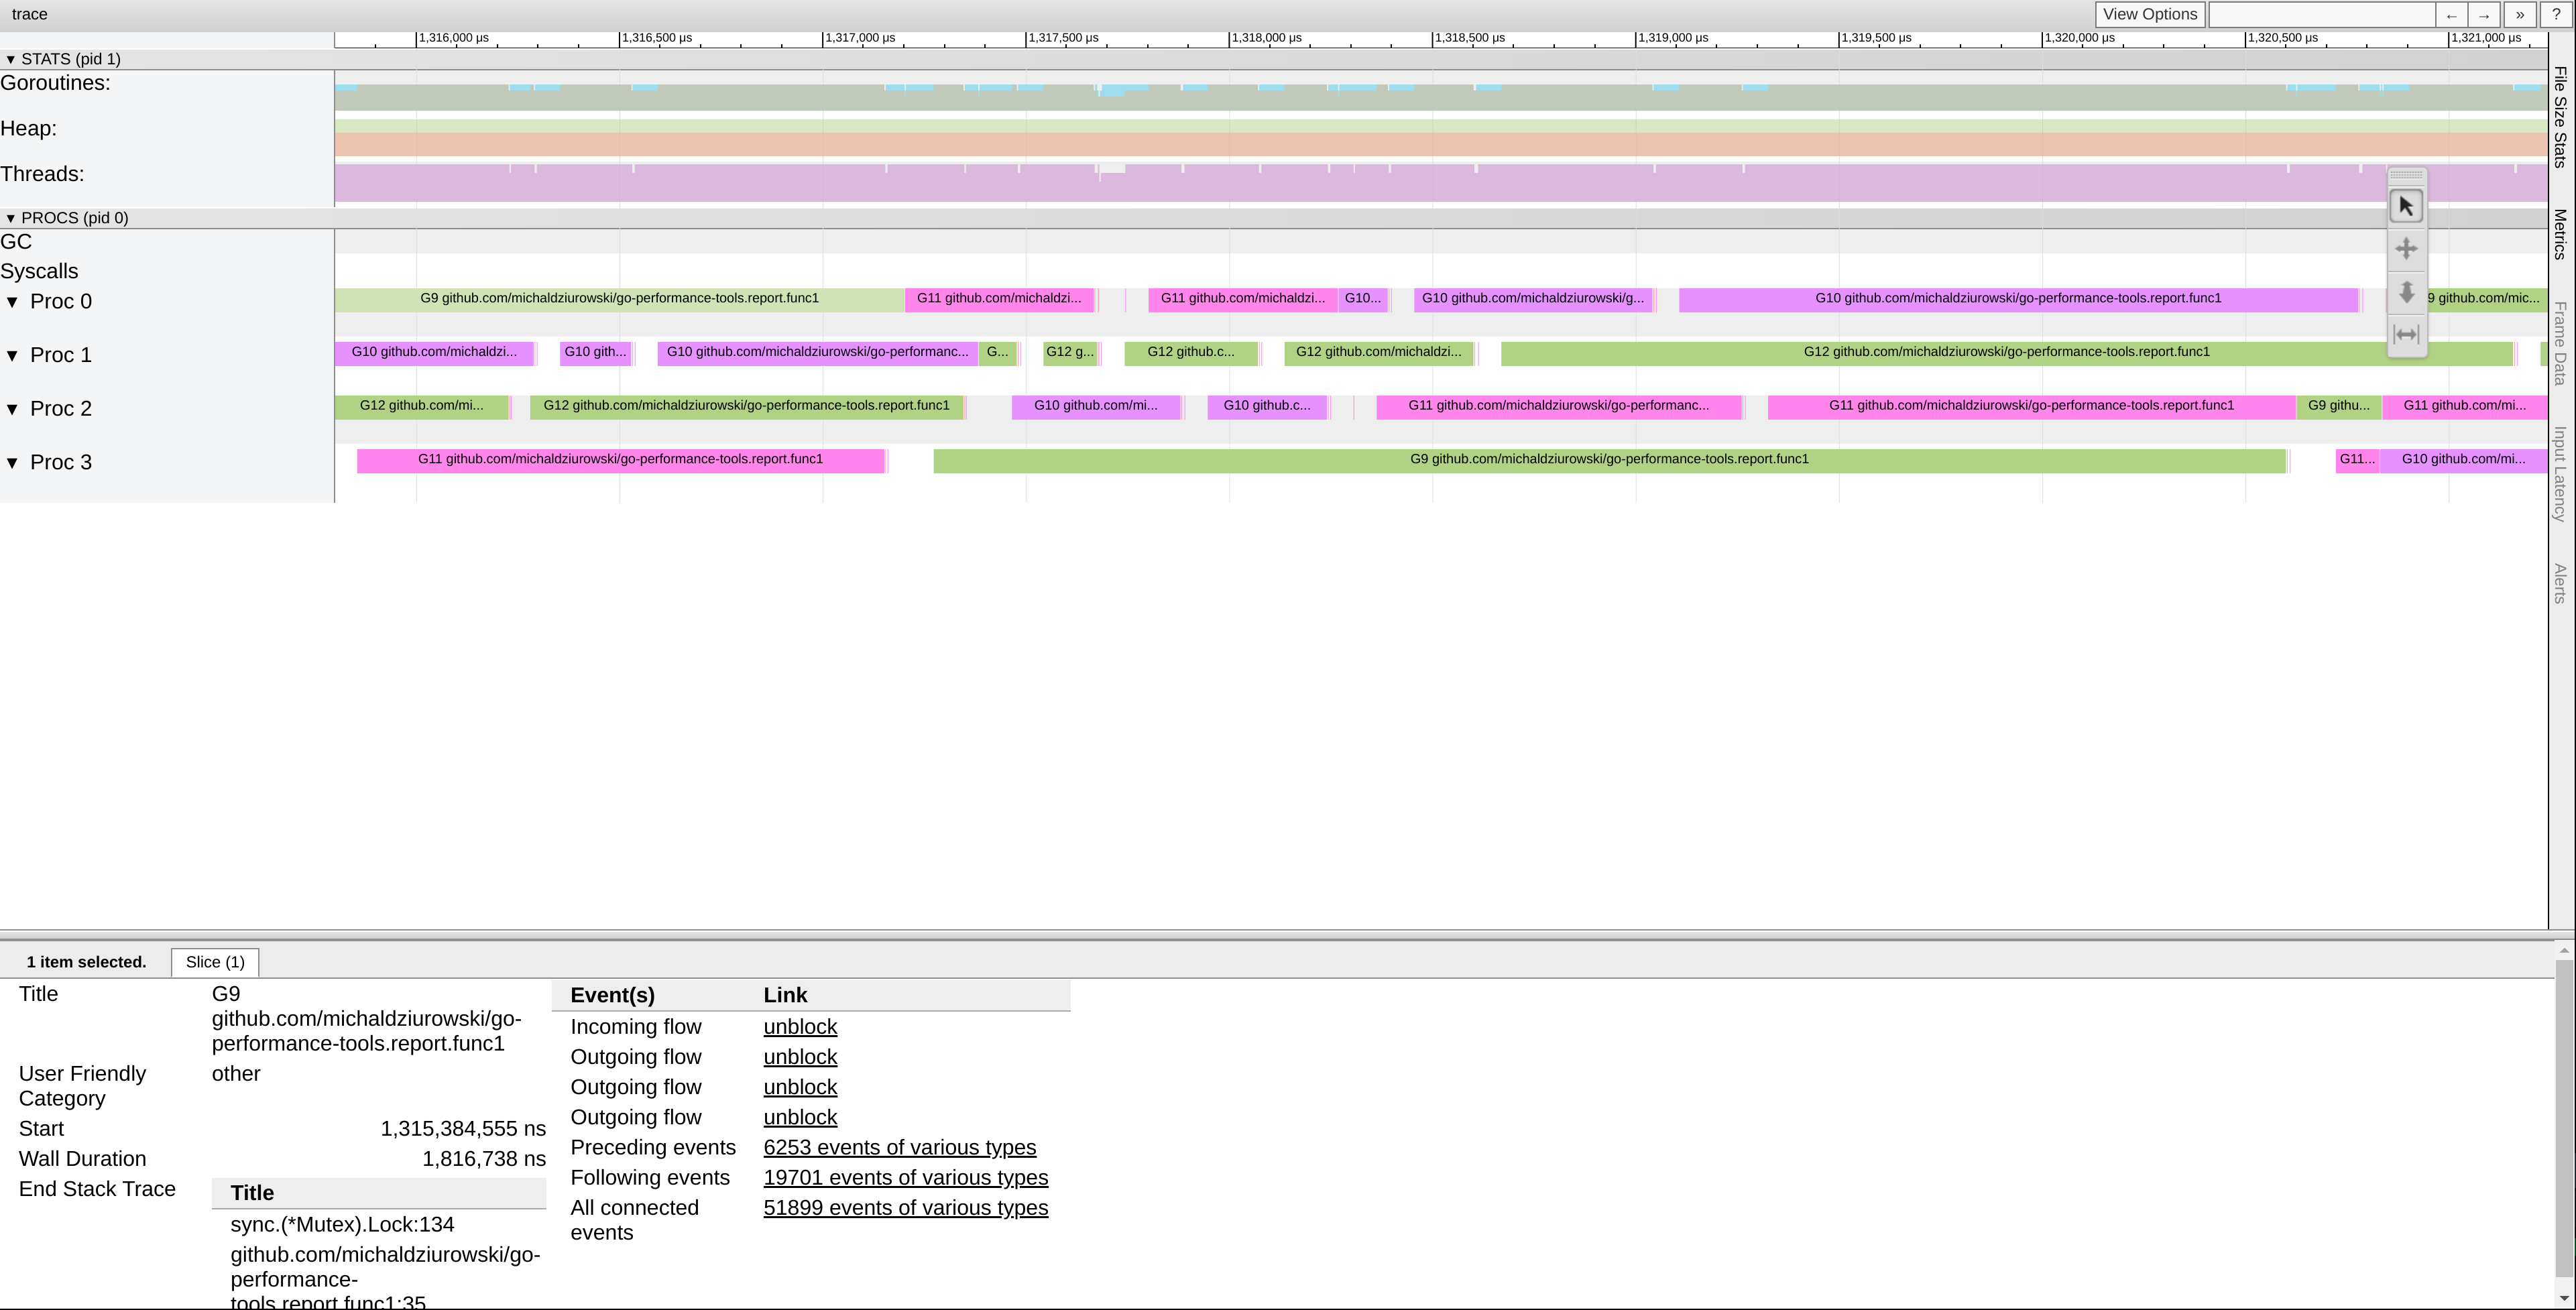 trace
View Options
← → » ?
1,316,000 μs 1,316,500 μs 1,317,000 μs 1,317,500 μs 1,318,000 μs 1,318,500 μs 1,319,000 μs 1,319,500 μs 1,320,000 μs 1,320,500 μs 1,321,000 μs
▼ STATS (pid 1)
Goroutines:
Heap:
Threads:
▼ PROCS (pid 0)
GC
Syscalls
▼ Proc 0
G9 github.com/michaldziurowski/go-performance-tools.report.func1 G11 github.com/michaldzi... G11 github.com/michaldzi... G10... G10 github.com/michaldziurowski/g... G10 github.com/michaldziurowski/go-performance-tools.report.func1 9 github.com/mic...
▼ Proc 1
G10 github.com/michaldzi... G10 gith... G10 github.com/michaldziurowski/go-performanc... G... G12 g... G12 github.c... G12 github.com/michaldzi... G12 github.com/michaldziurowski/go-performance-tools.report.func1
▼ Proc 2
G12 github.com/mi... G12 github.com/michaldziurowski/go-performance-tools.report.func1 G10 github.com/mi... G10 github.c... G11 github.com/michaldziurowski/go-performanc... G11 github.com/michaldziurowski/go-performance-tools.report.func1 G9 githu... G11 github.com/mi...
▼ Proc 3
G11 github.com/michaldziurowski/go-performance-tools.report.func1 G9 github.com/michaldziurowski/go-performance-tools.report.func1 G11... G10 github.com/mi...
File Size Stats
Metrics
Frame Data
Input Latency
Alerts
1 item selected. Slice (1)
Title G9
github.com/michaldziurowski/go-
performance-tools.report.func1
User Friendly other
Category
Start 1,315,384,555 ns
Wall Duration 1,816,738 ns
End Stack Trace Title
sync.(*Mutex).Lock:134
github.com/michaldziurowski/go-
performance-
tools.report.func1:35
Event(s) Link
Incoming flow unblock
Outgoing flow unblock
Outgoing flow unblock
Outgoing flow unblock
Preceding events 6253 events of various types
Following events 19701 events of various types
All connected 51899 events of various types
events